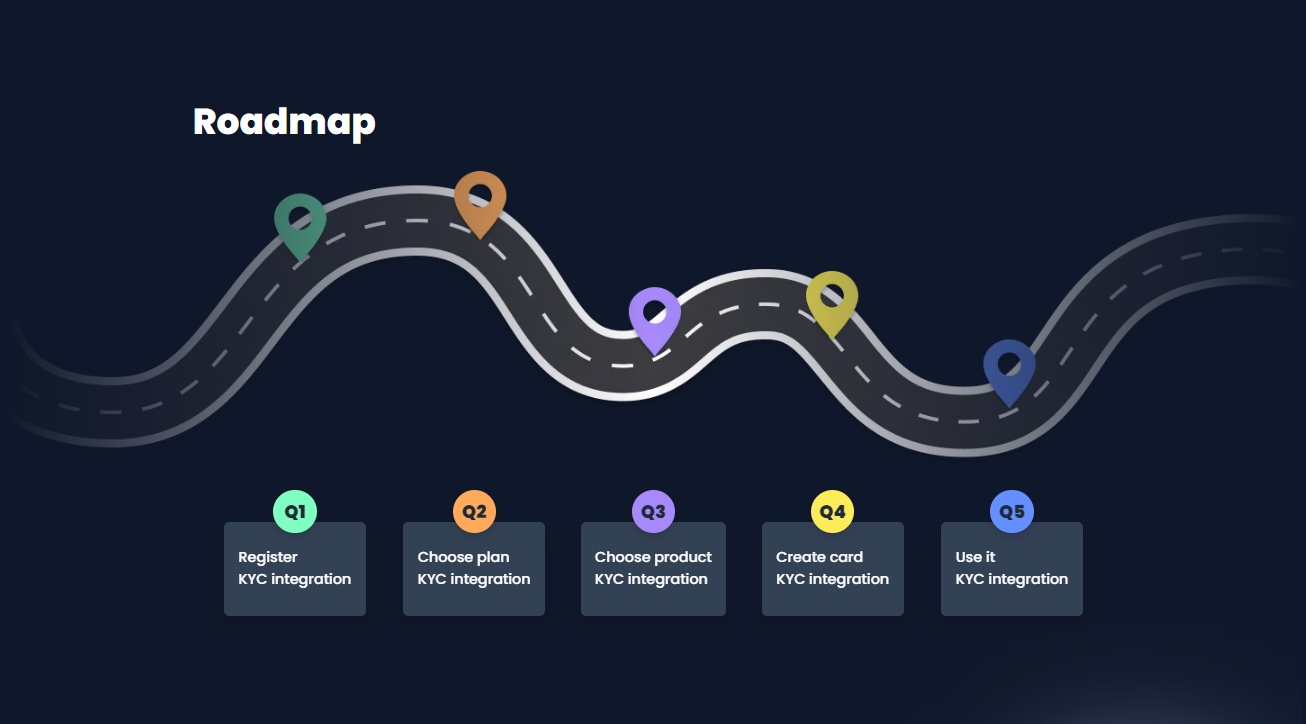 Roadmap
Q1
Register
KYC integration
Q2
Choose plan
KYC integration
Q3
Choose product
KYC integration
Q4
Create card
KYC integration
Q5
Use it
KYC integration